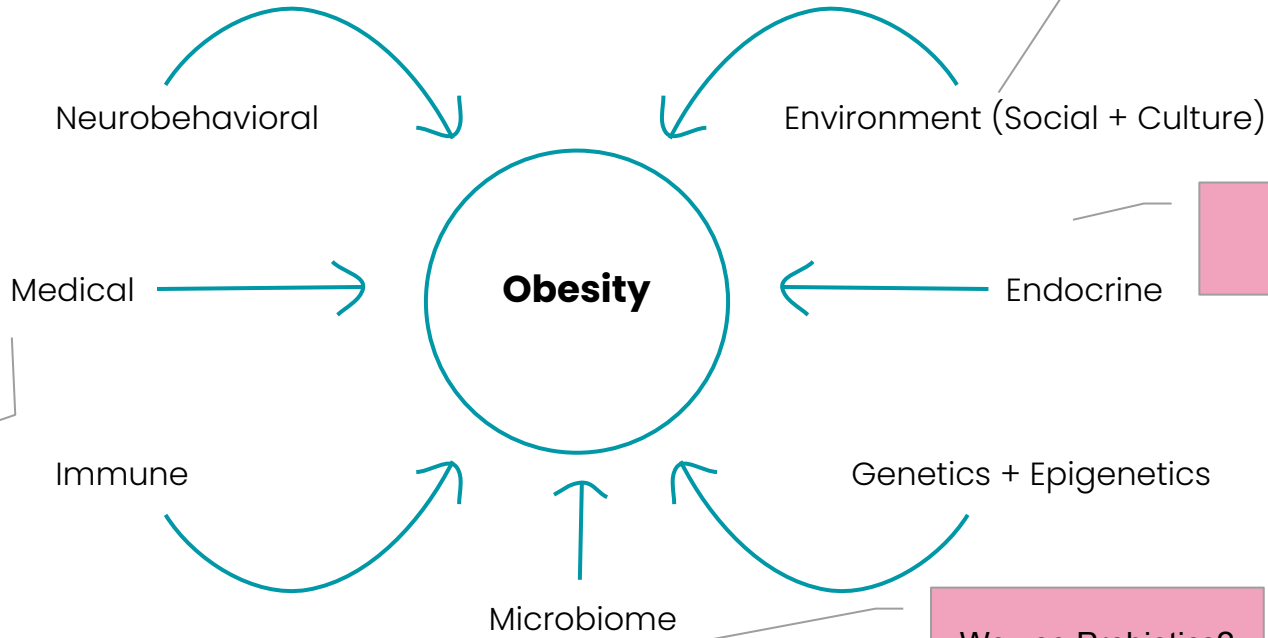 Neurobehavioral
Environment (Social + Culture)
Medical
Obesity
Endocrine
Immune
Genetics + Epigenetics
Microbiome